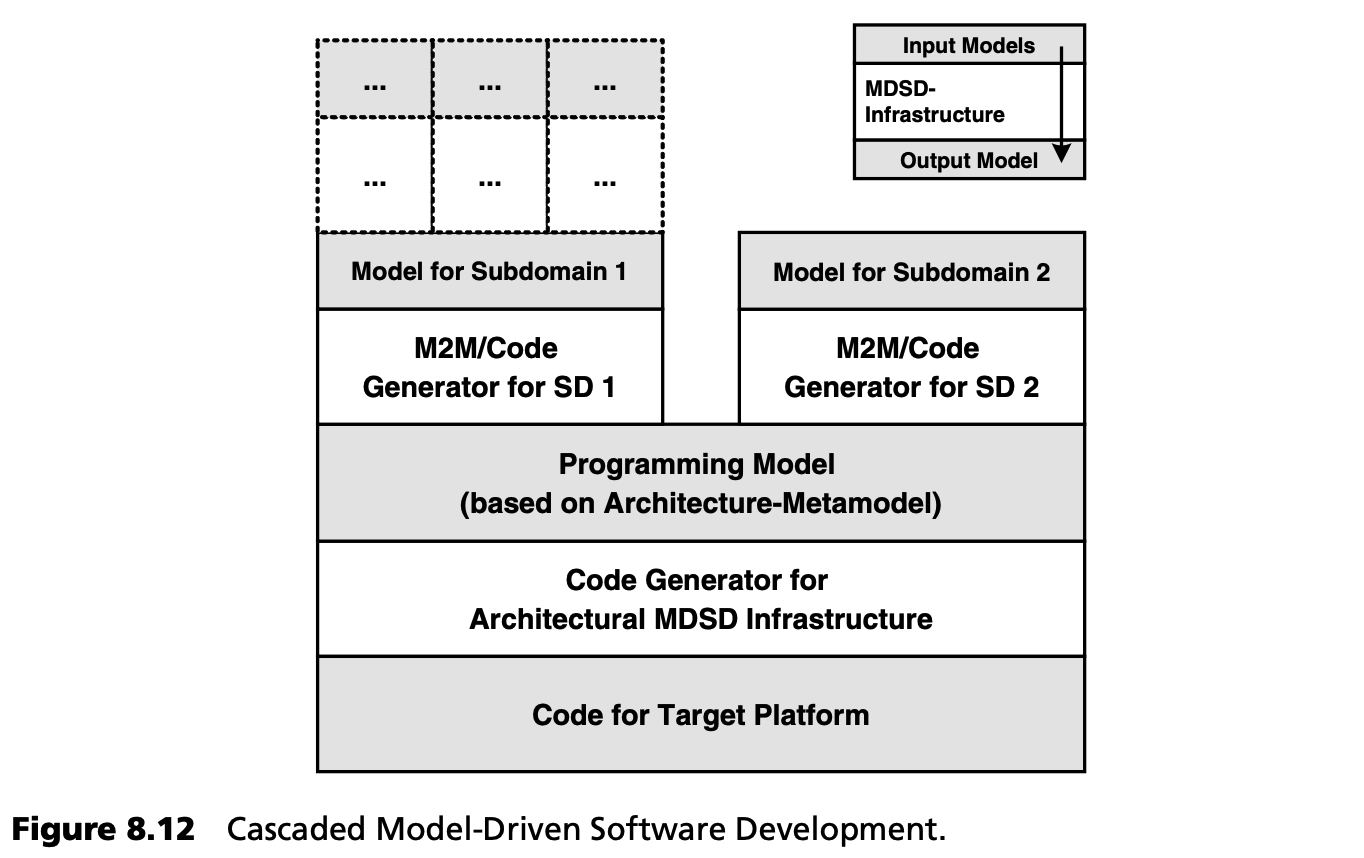 ... ... ...
... ... ...
Input Models
MDSD-
Infrastructure
Output Model
Model for Subdomain 1
Model for Subdomain 2
M2M/Code
Generator for SD 1
M2M/Code
Generator for SD 2
Programming Model
(based on Architecture-Metamodel)
Code Generator for
Architectural MDSD Infrastructure
Code for Target Platform
Figure 8.12 Cascaded Model-Driven Software Development.